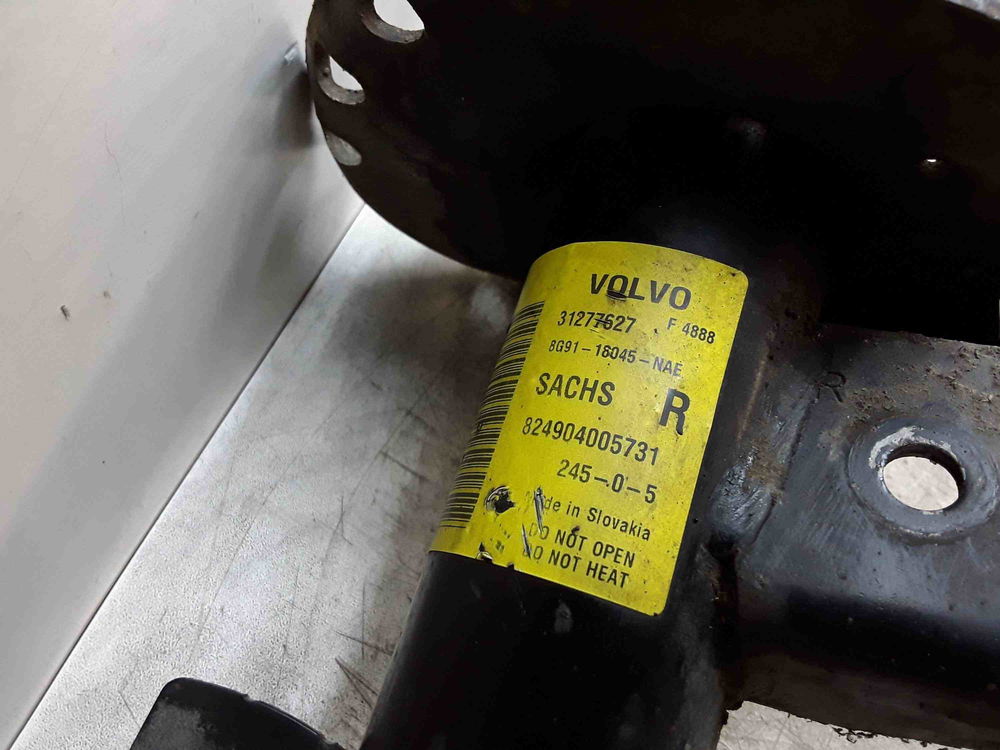 VOLVO
31277627 F 4888
8G91-18045-NAE
SACHS R
824904005731
245-0-5
in Slovakia
DO NOT OPEN
DO NOT HEAT
R